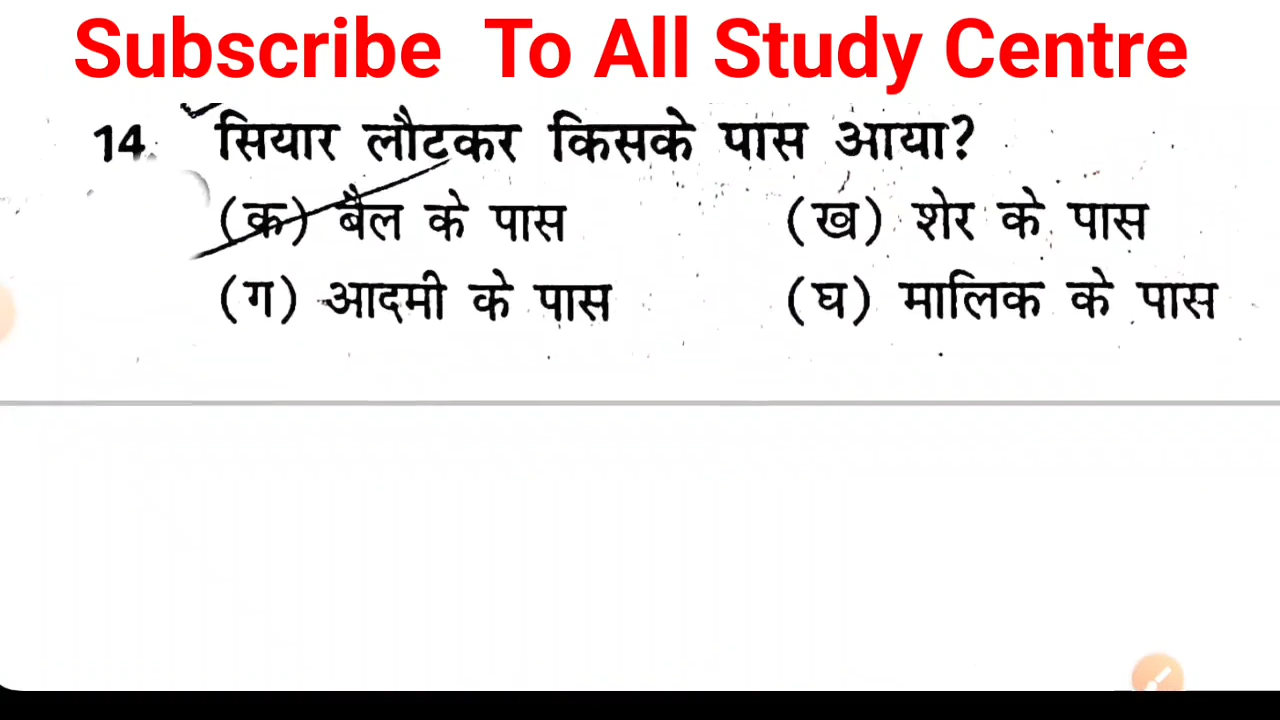 Subscribe To All Study Centre
14. सियार लौटकर किसके पास आया?
(क) बैल के पास (ख) शेर के पास
(ग) आदमी के पास (घ) मालिक के पास